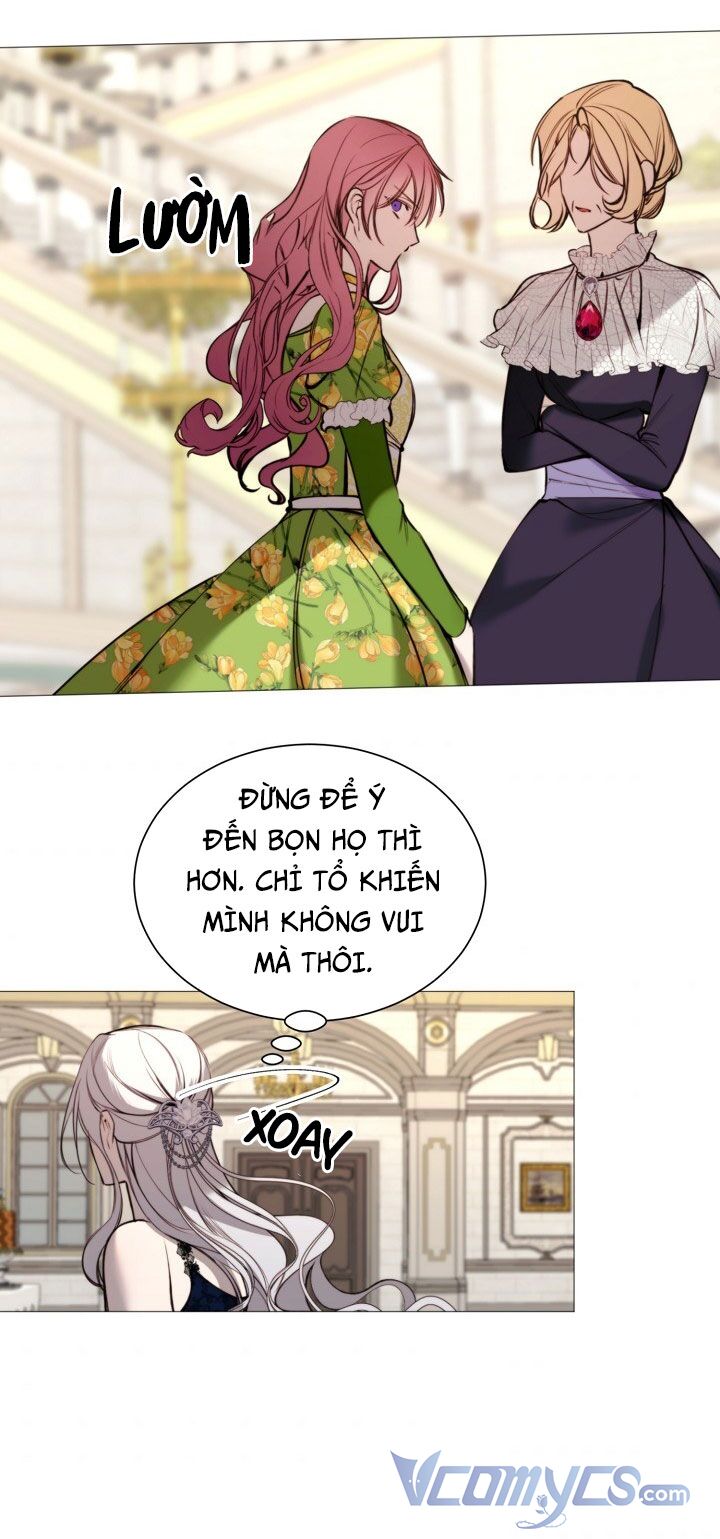 LƯỜM
ĐỪNG ĐỂ Ý
ĐẾN BỌN HỌ THÌ
HƠN. CHỈ TỔ KHIẾN
MÌNH KHÔNG VUI
MÀ THÔI.
XOAY
VCOMYCS.com